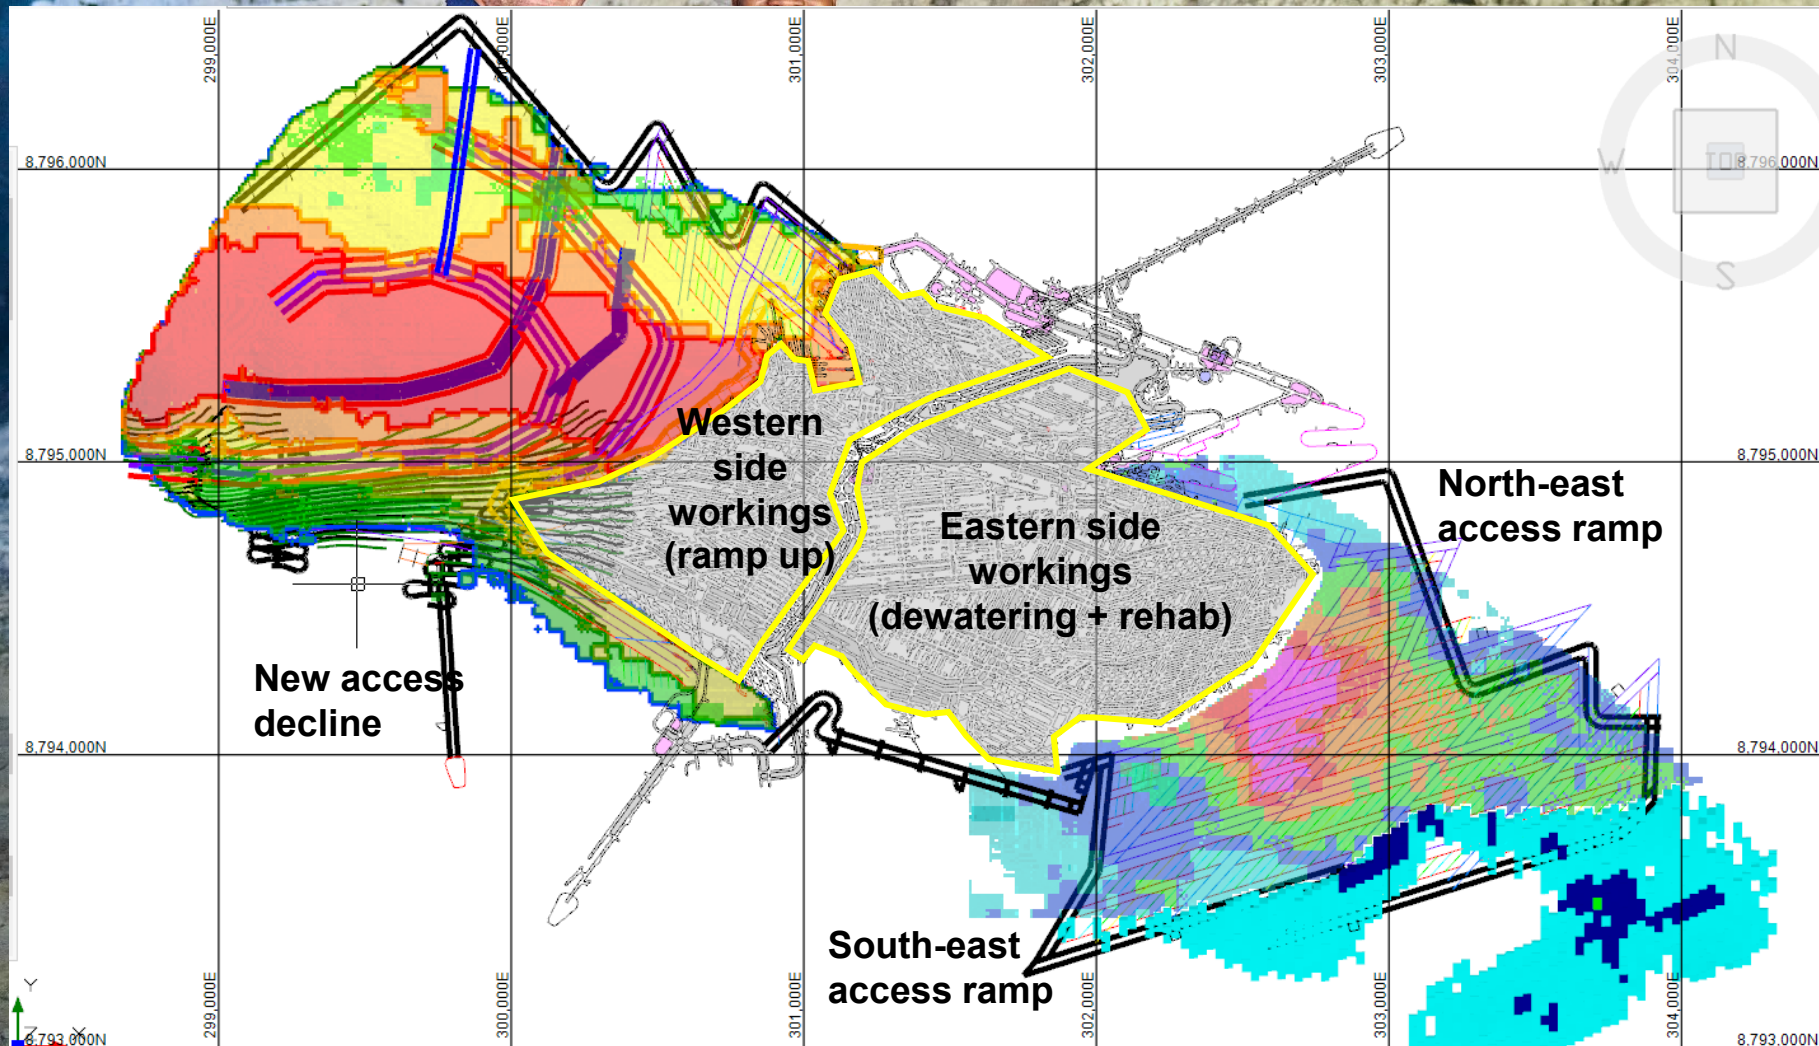 299,000E
300,000E
301,000E
302,000E
303,000E
304,000E
N
8,796,000N
W
TOP
8,796,000N
S
Western
side
workings
(ramp up)
8,795,000N
8,795,000N
North-east
access ramp
Eastern side
workings
(dewatering + rehab)
New access
decline
8,794,000N
8,794,000N
South-east
access ramp
Y
299,000E
300,000E
301,000E
302,000E
303,000E
304,000E
Z
X
8,793,000N
8,793,000N